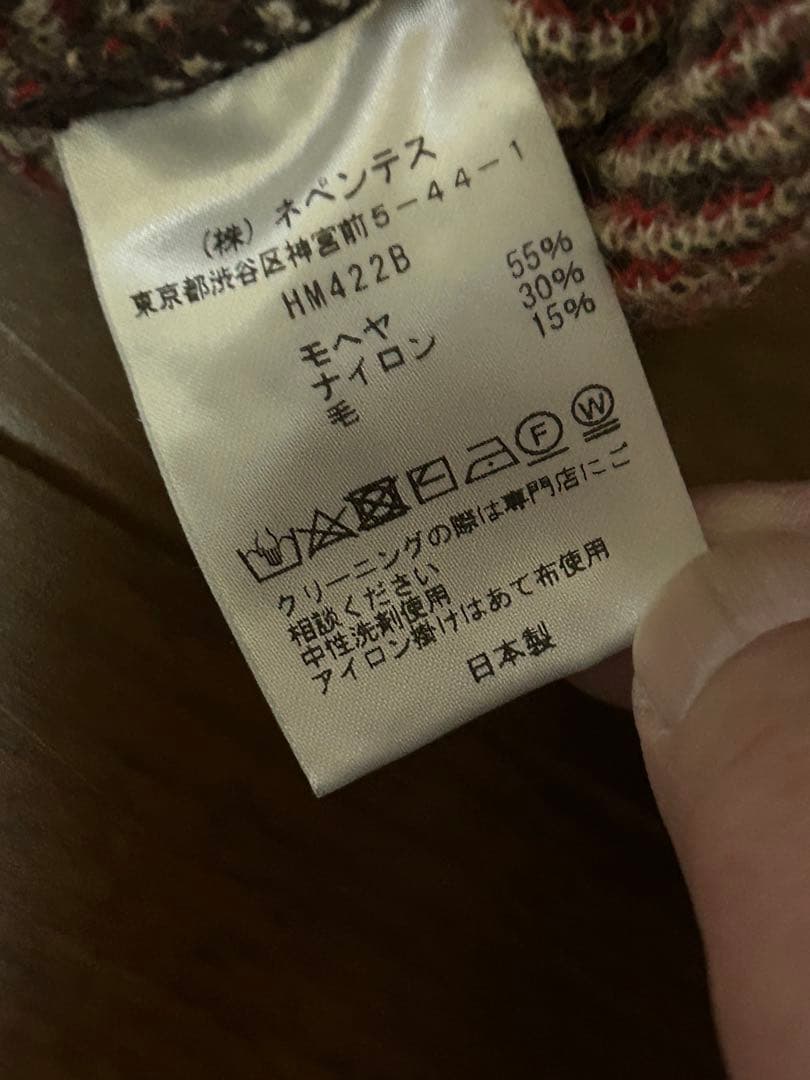 (株) ネペンテス
東京都渋谷区神宮前5-44-1
HM422B
モヘヤ 55%
ナイロン 30%
毛 15%
F W
クリーニングの際は専門店にご
相談ください
中性洗剤使用
アイロン掛けはあて布使用
日本製